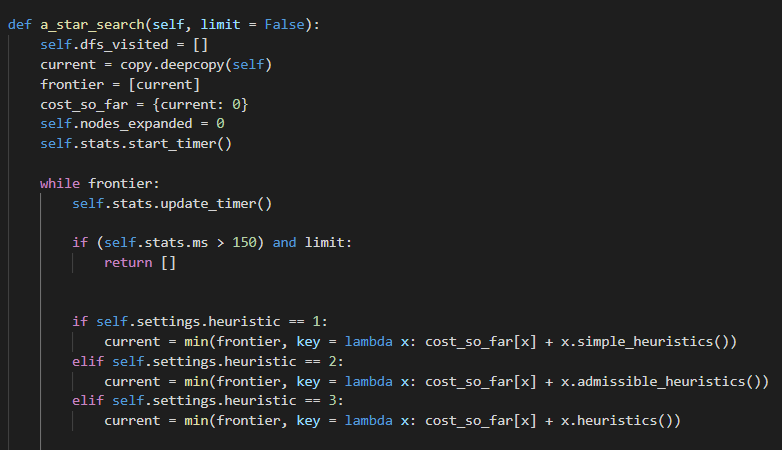 def a_star_search(self, limit = False):
    self.dfs_visited = []
    current = copy.deepcopy(self)
    frontier = [current]
    cost_so_far = {current: 0}
    self.nodes_expanded = 0
    self.stats.start_timer()

    while frontier:
        self.stats.update_timer()

        if (self.stats.ms > 150) and limit:
            return []


        if self.settings.heuristic == 1:
            current = min(frontier, key = lambda x: cost_so_far[x] + x.simple_heuristics())
        elif self.settings.heuristic == 2:
            current = min(frontier, key = lambda x: cost_so_far[x] + x.admissible_heuristics())
        elif self.settings.heuristic == 3:
            current = min(frontier, key = lambda x: cost_so_far[x] + x.heuristics())